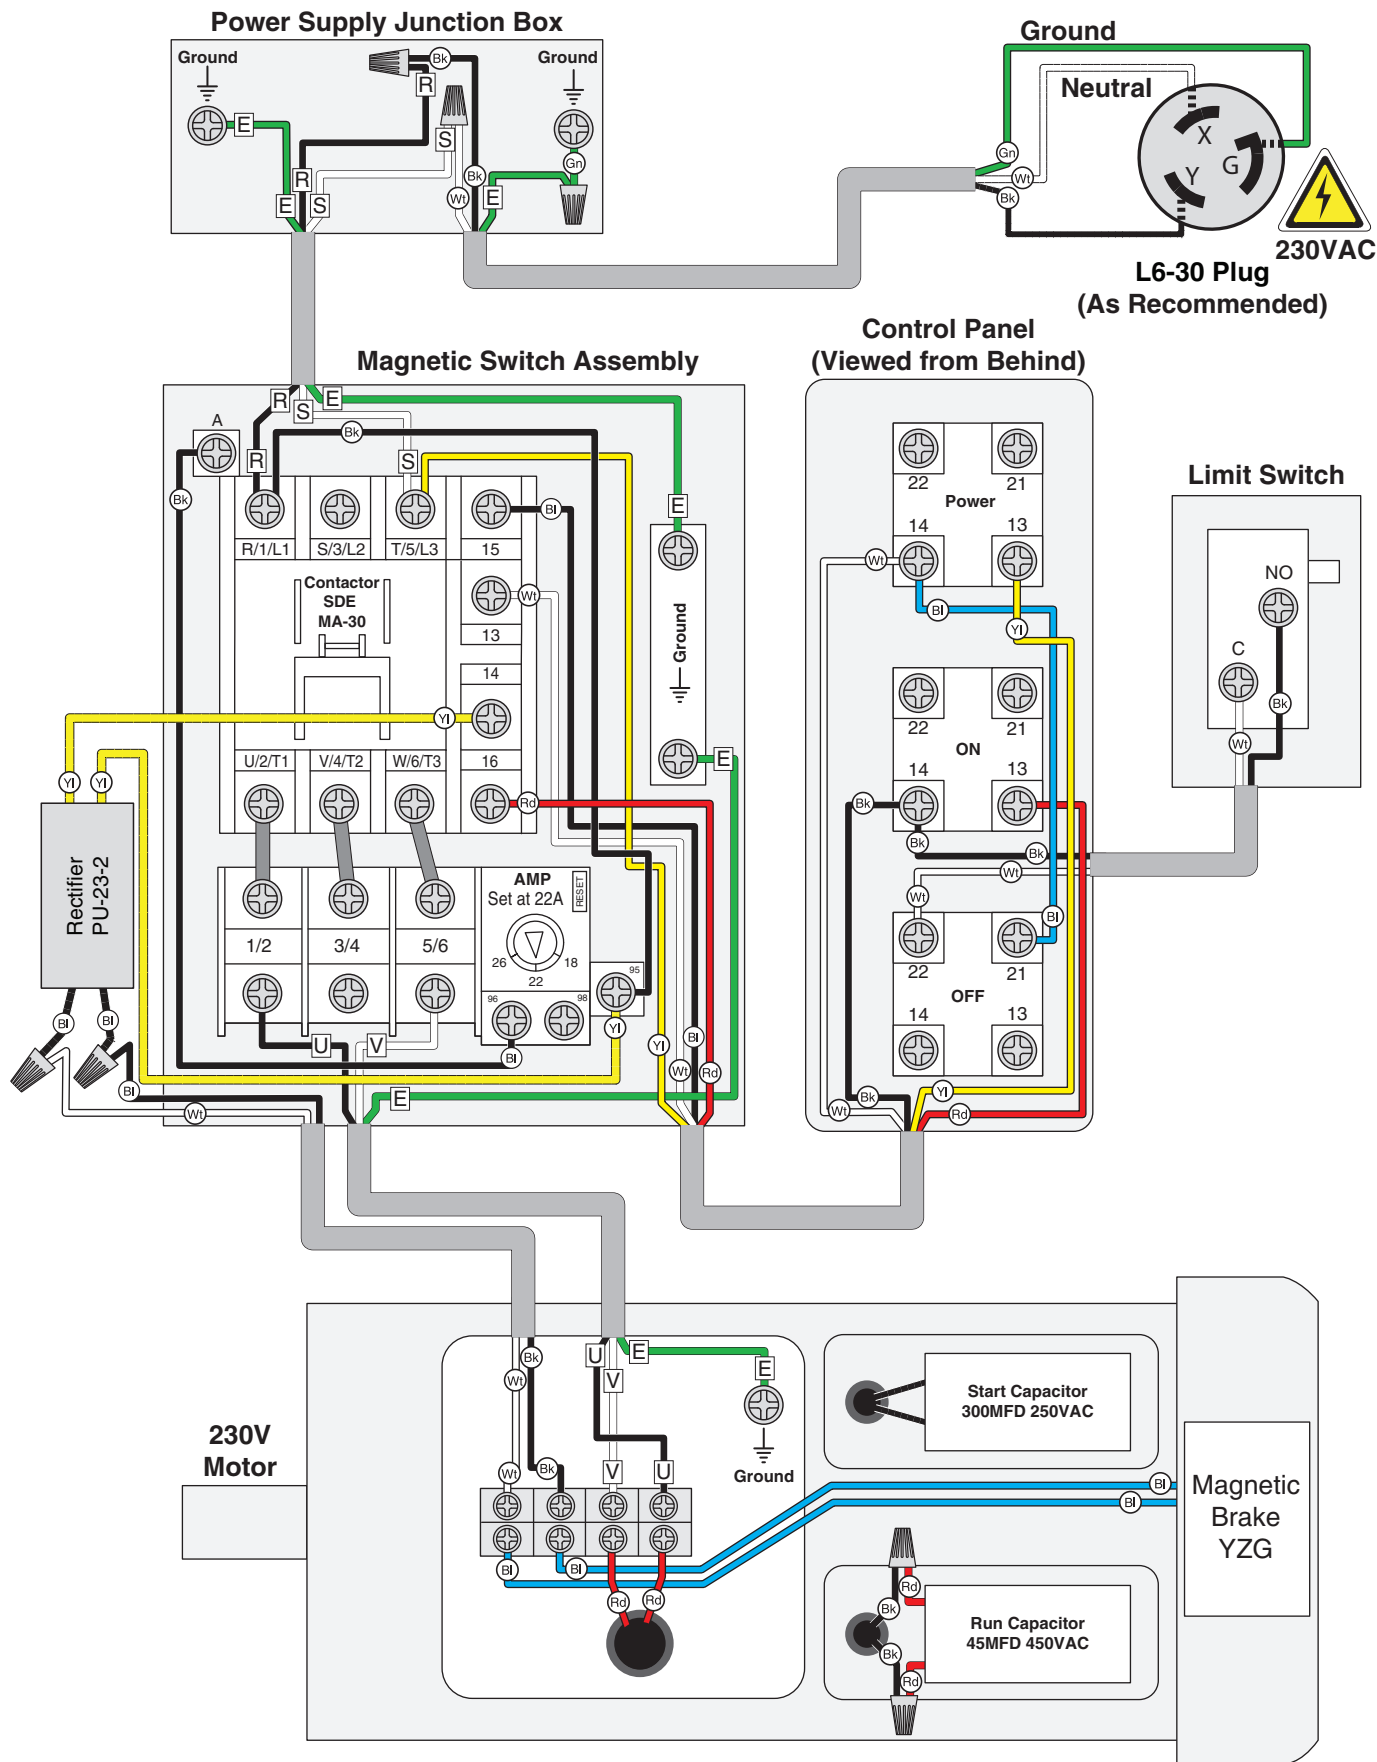 Power Supply Junction Box
Ground
Ground
Bk
R
E
S
Gn
R
Bk
E
S
Wt
E
Ground
Neutral
Gn
Wt
Bk
X
G
Y
230VAC
L6-30 Plug
(As Recommended)
Magnetic Switch Assembly
R
E
S
A
Bk
R
S
Bk
Bl
E
R/1/L1
S/3/L2
T/5/L3
15
Contactor
SDE
MA-30
Wt
13
14
Ground
Yl
U/2/T1
V/4/T2
W/6/T3
16
E
Yl
Yl
Rd
Rectifier
PU-23-2
AMP
Set at 22A
RESET
1/2
3/4
5/6
26
18
22
95
96
98
Bl
Bl
Yl
U
V
Bl
Bl
Yl
Wt
Rd
Bl
E
Wt
Control Panel
(Viewed from Behind)
22
21
Power
14
13
Wt
Bl
Yl
22
21
ON
14
13
Bk
Bk
Bk
Wt
Wt
Bl
22
21
OFF
14
13
Yl
Bk
Wt
Rd
Limit Switch
NO
C
Bk
Wt
230V
Motor
Bk
U
E
Wt
V
E
Ground
Wt
Bk
V
U
Bl
Bl
Rd
Rd
Start Capacitor
300MFD 250VAC
Bl
Bl
Magnetic
Brake
YZG
Rd
Bk
Run Capacitor
45MFD 450VAC
Bk
Rd